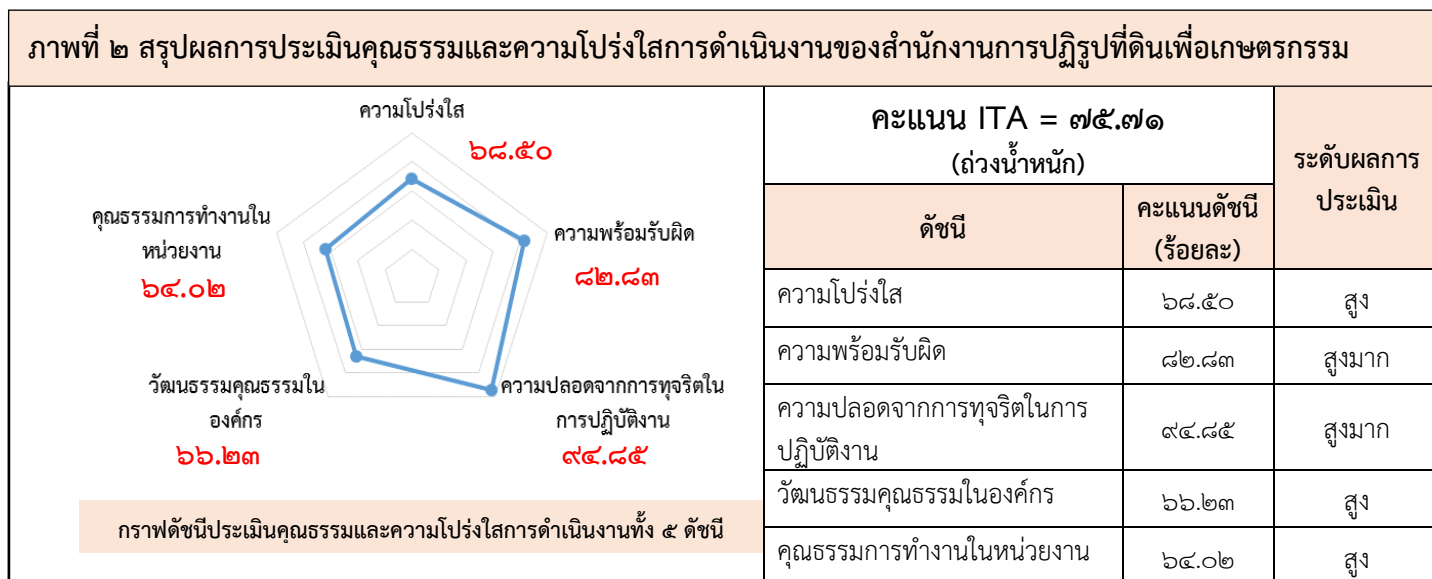 ภาพที่ ๒ สรุปผลการประเมินคุณธรรมและความโปร่งใสการดำเนินงานของสำนักงานการปฏิรูปที่ดินเพื่อเกษตรกรรม
ความโปร่งใส
๖๘.๕๐
ความพร้อมรับผิด
๘๒.๘๓
ความปลอดจากการทุจริตใน
การปฏิบัติงาน
๙๔.๘๕
วัฒนธรรมคุณธรรมใน
องค์กร
๖๖.๒๓
คุณธรรมการทำงานใน
หน่วยงาน
๖๔.๐๒
กราฟดัชนีประเมินคุณธรรมและความโปร่งใสการดำเนินงานทั้ง ๕ ดัชนี
คะแนน ITA = ๗๕.๗๑
(ถ่วงน้ำหนัก)
ระดับผลการ
ประเมิน
ดัชนี
คะแนนดัชนี
(ร้อยละ)
ความโปร่งใส ๖๘.๕๐ สูง
ความพร้อมรับผิด ๘๒.๘๓ สูงมาก
ความปลอดจากการทุจริตในการ
ปฏิบัติงาน ๙๔.๘๕ สูงมาก
วัฒนธรรมคุณธรรมในองค์กร ๖๖.๒๓ สูง
คุณธรรมการทำงานในหน่วยงาน ๖๔.๐๒ สูง